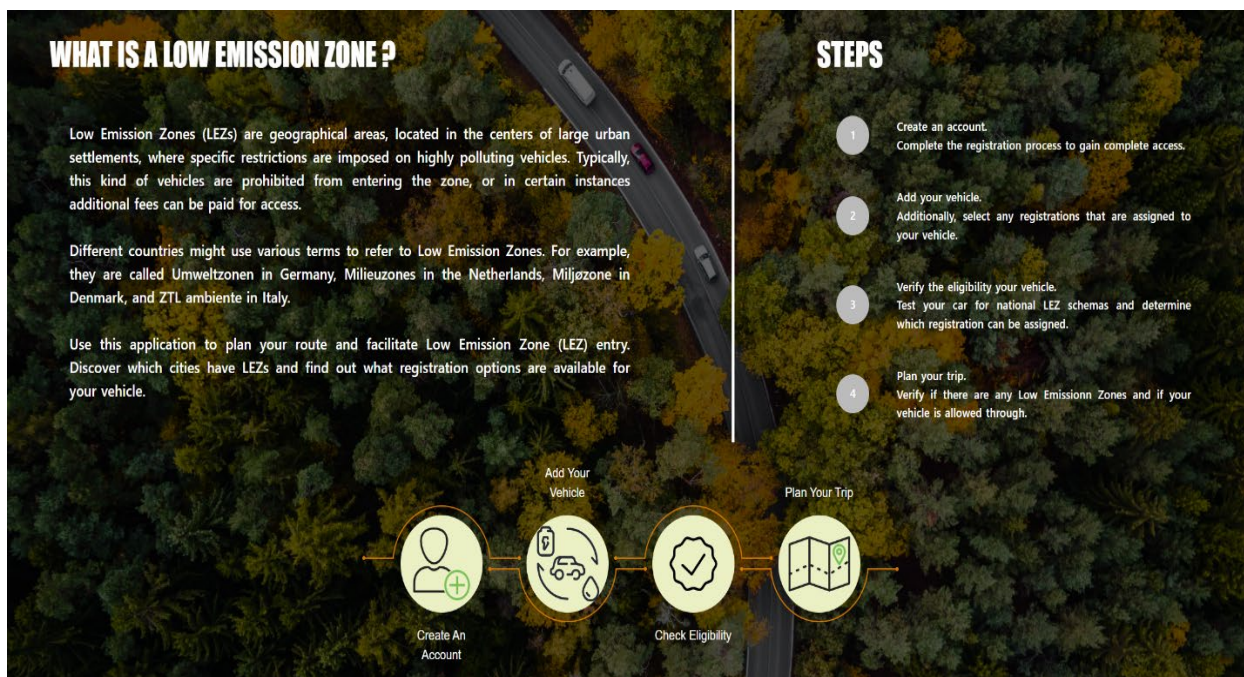 WHAT IS A LOW EMISSION ZONE ?
Low Emission Zones (LEZs) are geographical areas, located in the centers of large urban
settlements, where specific restrictions are imposed on highly polluting vehicles. Typically,
this kind of vehicles are prohibited from entering the zone, or in certain instances
additional fees can be paid for access.
Different countries might use various terms to refer to Low Emission Zones. For example,
they are called Umweltzonen in Germany, Milieuzones in the Netherlands, Miljøzone in
Denmark, and ZTL ambiente in Italy.
Use this application to plan your route and facilitate Low Emission Zone (LEZ) entry.
Discover which cities have LEZs and find out what registration options are available for
your vehicle.
STEPS
1
Create an account.
Complete the registration process to gain complete access.
2
Add your vehicle.
Additionally, select any registrations that are assigned to
your vehicle.
3
Verify the eligibility your vehicle.
Test your car for national LEZ schemas and determine
which registration can be assigned.
4
Plan your trip.
Verify if there are any Low Emissionn Zones and if your
vehicle is allowed through.
Create An
Account
Add Your
Vehicle
Check Eligibility
Plan Your Trip